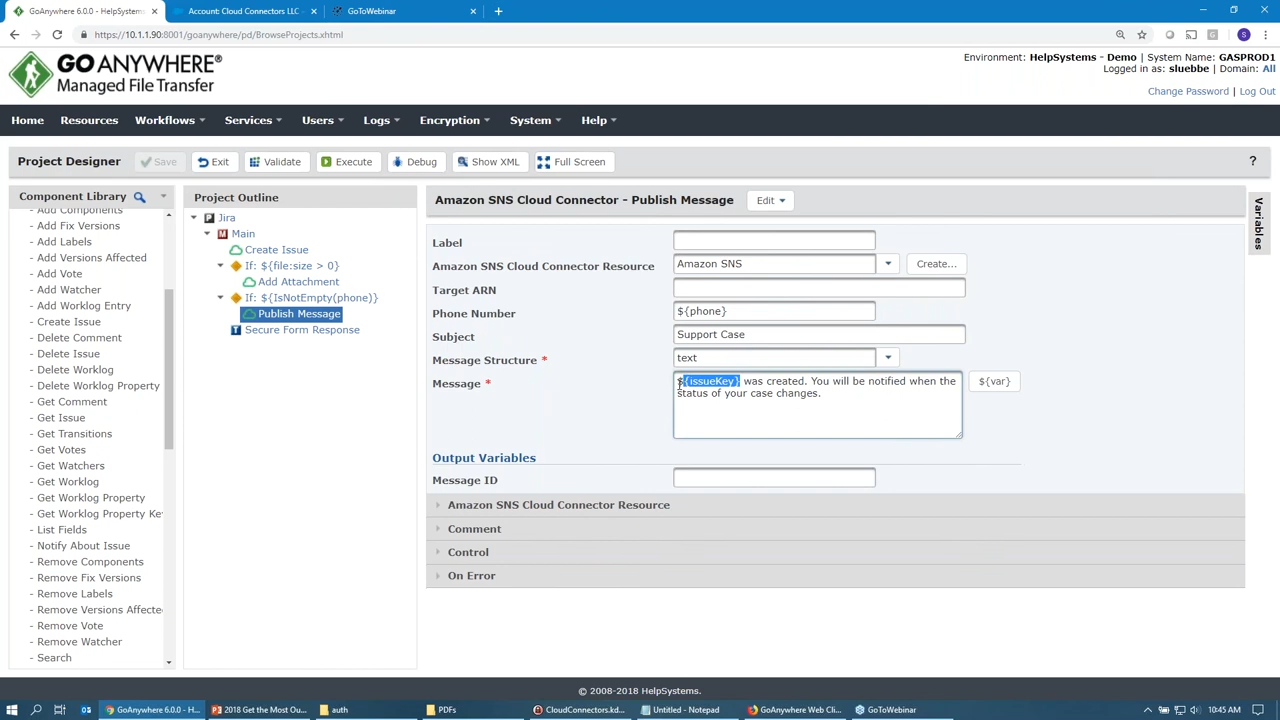 GoAnywhere - HelpSystems -
Account: Cloud Connectors LLC -
GoToWebinar
https://10.1.1.90:8001/goanywhere/pd/BrowseProjects.xhtml
GO ANYWHERE®
Managed File Transfer
Environment: HelpSystems - Demo | System Name: GASPROD1
Logged in as: sluebbe | Domain: All
Change Password | Log Out
Home Resources Workflows Services Users Logs Encryption System Help
Project Designer Save Exit Validate Execute Debug Show XML Full Screen ?
Component Library
- Add Components
- Add Fix Versions
- Add Labels
- Add Versions Affected
- Add Vote
- Add Watcher
- Add Worklog Entry
- Create Issue
- Delete Comment
- Delete Issue
- Delete Worklog
- Delete Worklog Property
- Get Comment
- Get Issue
- Get Transitions
- Get Votes
- Get Watchers
- Get Worklog
- Get Worklog Property
- Get Worklog Property Key
- List Fields
- Notify About Issue
- Remove Components
- Remove Fix Versions
- Remove Labels
- Remove Versions Affected
- Remove Vote
- Remove Watcher
- Search
Project Outline
Jira
Main
Create Issue
If: ${file:size > 0}
Add Attachment
If: ${IsNotEmpty(phone)}
Publish Message
Secure Form Response
Amazon SNS Cloud Connector - Publish Message Edit
Variables
Label
Amazon SNS Cloud Connector Resource Amazon SNS Create...
Target ARN
Phone Number ${phone}
Subject Support Case
Message Structure * text
Message * ${issueKey} was created. You will be notified when the
status of your case changes.
${var}
Output Variables
Message ID
Amazon SNS Cloud Connector Resource
Comment
Control
On Error
© 2008-2018 HelpSystems.
GoAnywhere 6.0.0 - H...
2018 Get the Most Ou...
auth
PDFs
CloudConnectors.kd...
Untitled - Notepad
GoAnywhere Web Cli...
GoToWebinar
10:45 AM